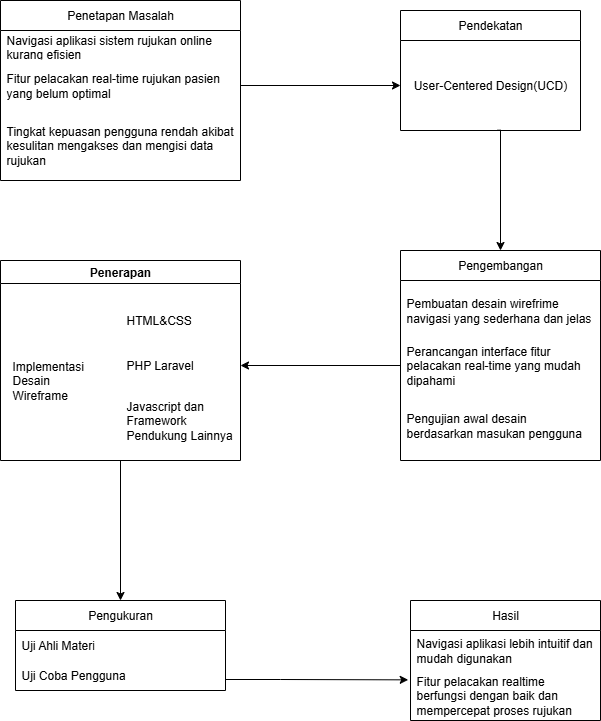 Penetapan Masalah
Navigasi aplikasi sistem rujukan online
kurang efisien
Fitur pelacakan real-time rujukan pasien
yang belum optimal
Tingkat kepuasan pengguna rendah akibat
kesulitan mengakses dan mengisi data
rujukan
Pendekatan
User-Centered Design(UCD)
Pengembangan
Pembuatan desain wirefrime
navigasi yang sederhana dan jelas
Perancangan interface fitur
pelacakan real-time yang mudah
dipahami
Pengujian awal desain
berdasarkan masukan pengguna
Penerapan
Implementasi
Desain
Wireframe
HTML&CSS
PHP Laravel
Javascript dan
Framework
Pendukung Lainnya
Pengukuran
Uji Ahli Materi
Uji Coba Pengguna
Hasil
Navigasi aplikasi lebih intuitif dan
mudah digunakan
Fitur pelacakan realtime
berfungsi dengan baik dan
mempercepat proses rujukan